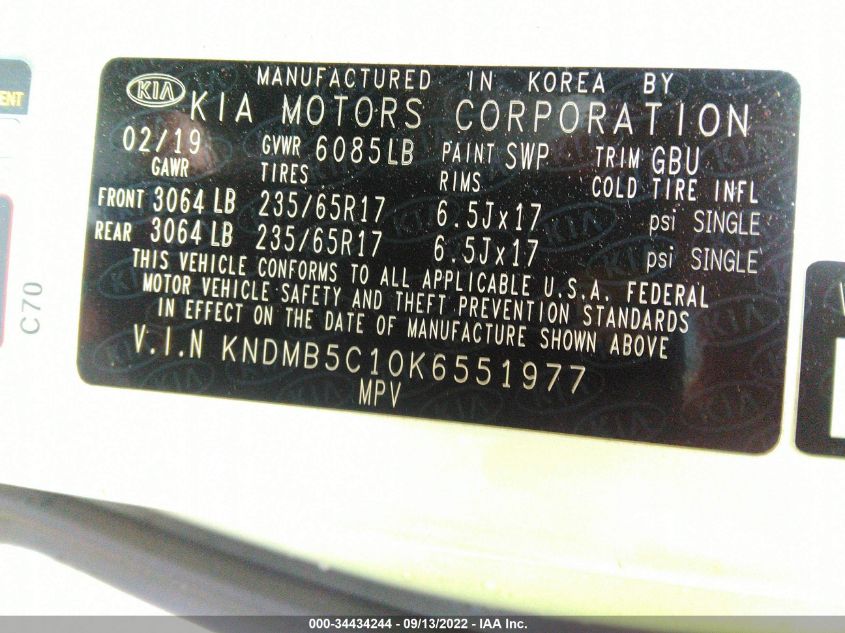 MANUFACTURED IN KOREA BY
KIA KIA MOTORS CORPORATION
02/19 GVWR 6085LB PAINT SWP TRIM GBU
GAWR TIRES RIMS COLD TIRE INFL
FRONT 3064 LB 235/65R17 6.5Jx17 psi SINGLE
REAR 3064 LB 235/65R17 6.5Jx17 psi SINGLE
THIS VEHICLE CONFORMS TO ALL APPLICABLE U.S.A. FEDERAL
MOTOR VEHICLE SAFETY AND THEFT PREVENTION STANDARDS
IN EFFECT ON THE DATE OF MANUFACTURE SHOWN ABOVE
V.I.N KNDMB5C10K6551977
MPV
C70
000-34434244 - 09/13/2022 - IAA Inc.